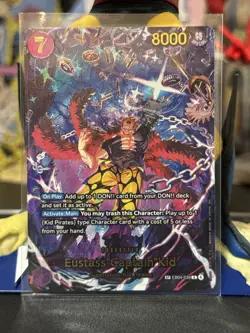 7
8000
On Play Add up to 1 DON!! card from your DON!! deck
and set it as active.
Activate: Main You may trash this Character: Play up to 1
{Kid Pirates} type Character card with a cost of 5 or less
from your hand.
Eustass"Captain"Kid